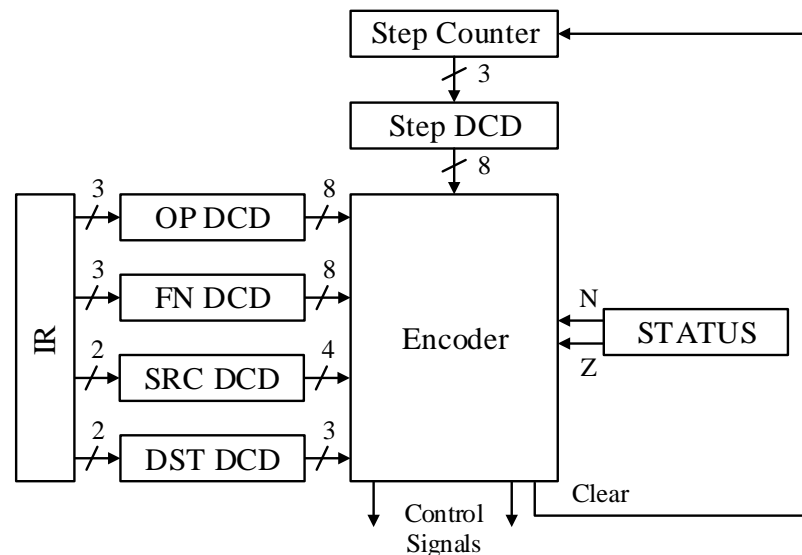 Step Counter
3
Step DCD
8
3
OP DCD
8
3
FN DCD
8
2
SRC DCD
4
2
DST DCD
3
IR
Encoder
N
STATUS
Z
Clear
Control
Signals